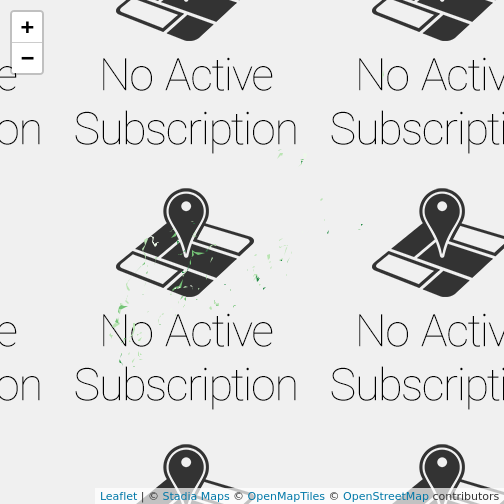 +
−
e
No Active
No Activ
on
Subscription
Subscripti
e
No Active
No Activ
on
Subscription
Subscripti
Leaflet | © Stadia Maps © OpenMapTiles © OpenStreetMap contributors